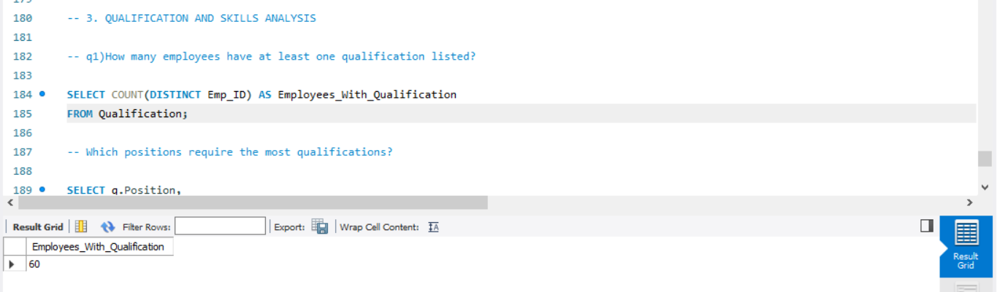 179
180 -- 3. QUALIFICATION AND SKILLS ANALYSIS
181
182 -- q1)How many employees have at least one qualification listed?
183
184 SELECT COUNT(DISTINCT Emp_ID) AS Employees_With_Qualification
185 FROM Qualification;
186
187 -- Which positions require the most qualifications?
188
189 SELECT q.Position,
Result Grid Filter Rows: Export: Wrap Cell Content: IA
Employees_With_Qualification
60
Result
Grid